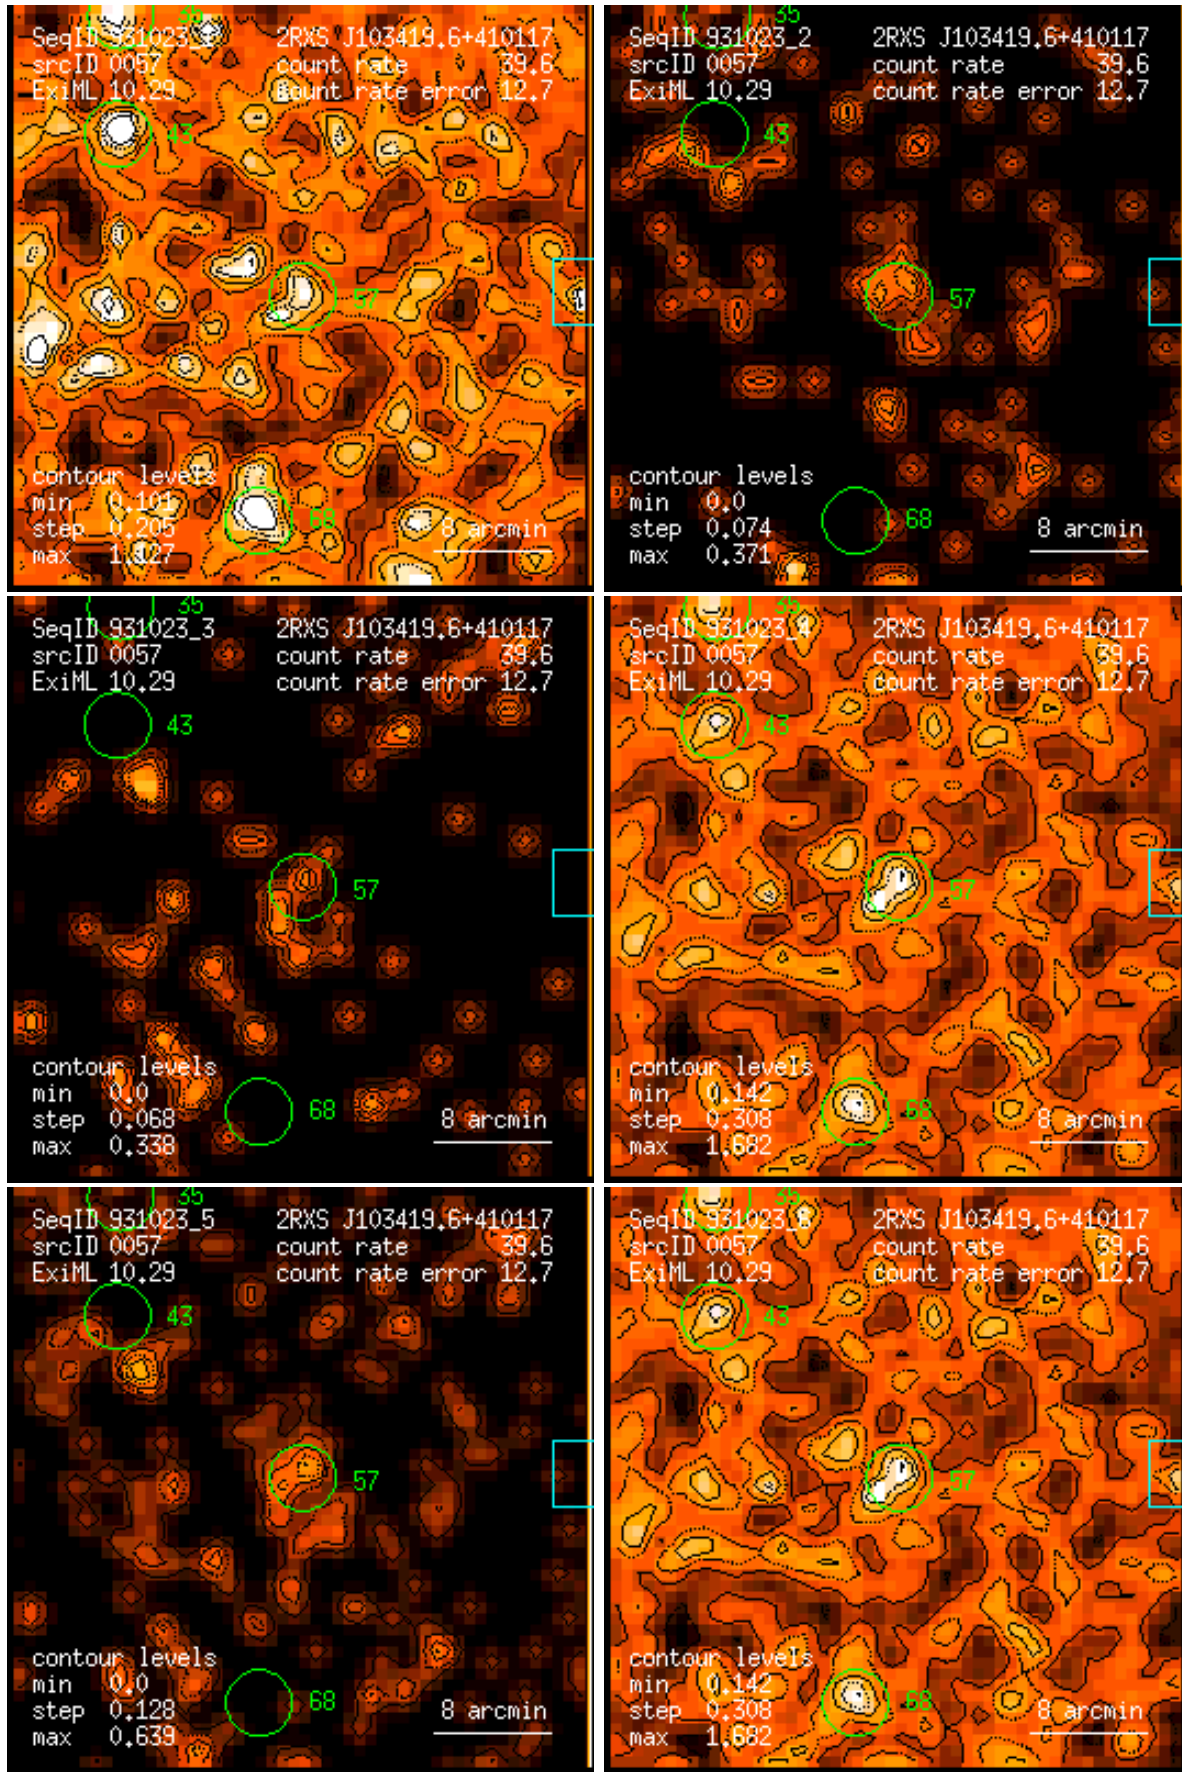 35
SeqID 931023_1 2RXS J103419.6+410117
srcID 0057 count rate 39.6
ExiML 10.29 count rate error 12.7
43
57
contour levels
min 0.101
step 0.205 68
max 1.127 8 arcmin
35
SeqID 931023_2 2RXS J103419.6+410117
srcID 0057 count rate 39.6
ExiML 10.29 count rate error 12.7
43
57
contour levels
min 0.0
step 0.074 68
max 0.371 8 arcmin
35
SeqID 931023_3 2RXS J103419.6+410117
srcID 0057 count rate 39.6
ExiML 10.29 count rate error 12.7
43
57
contour levels
min 0.0
step 0.068 68
max 0.338 8 arcmin
35
SeqID 931023_4 2RXS J103419.6+410117
srcID 0057 count rate 39.6
ExiML 10.29 count rate error 12.7
43
57
contour levels
min 0.142
step 0.308 68
max 1.682 8 arcmin
35
SeqID 931023_5 2RXS J103419.6+410117
srcID 0057 count rate 39.6
ExiML 10.29 count rate error 12.7
43
57
contour levels
min 0.0
step 0.128 68
max 0.639 8 arcmin
35
SeqID 931023_6 2RXS J103419.6+410117
srcID 0057 count rate 39.6
ExiML 10.29 count rate error 12.7
43
57
contour levels
min 0.142
step 0.308 68
max 1.682 8 arcmin